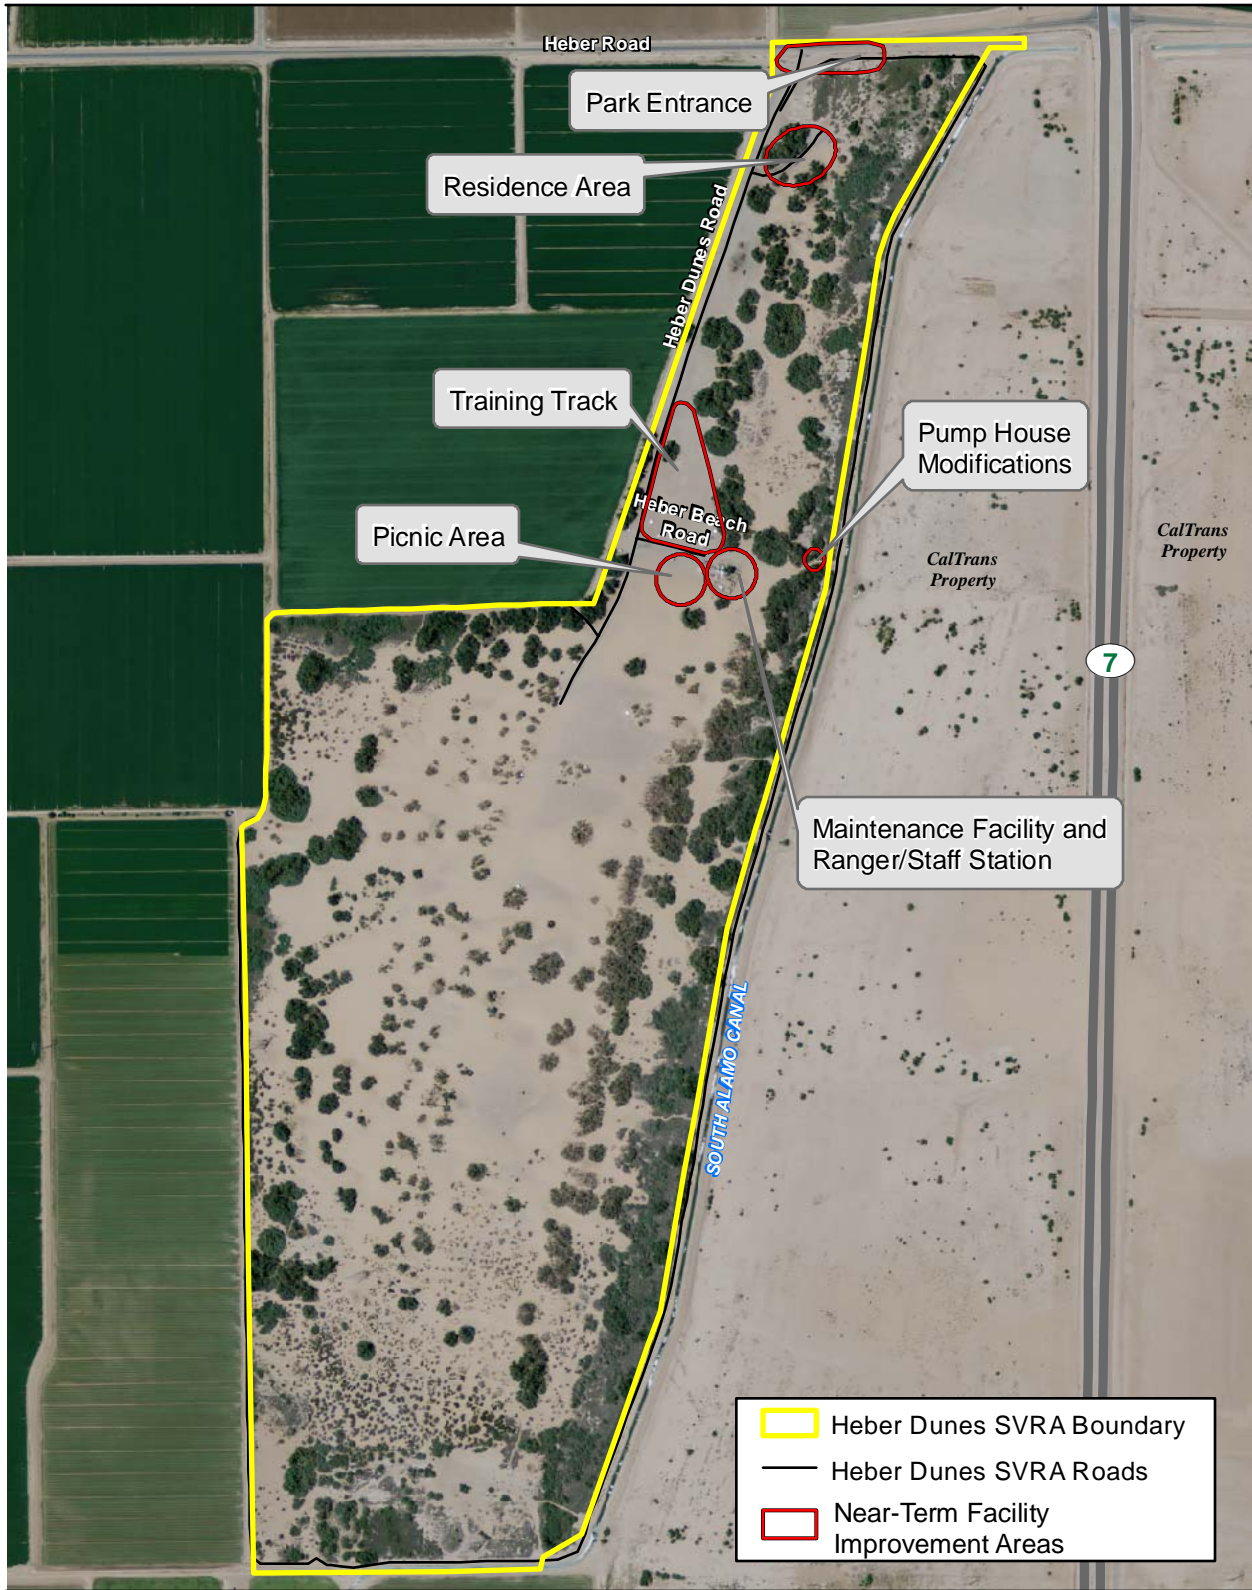 Heber Road
Park Entrance
Residence Area
Heber Dunes Road
Training Track
Pump House
Modifications
Heber Beach
Road
Picnic Area
CalTrans
Property
CalTrans
Property
7
Maintenance Facility and
Ranger/Staff Station
SOUTH ALAMO CANAL
Heber Dunes SVRA Boundary
Heber Dunes SVRA Roads
Near-Term Facility
Improvement Areas